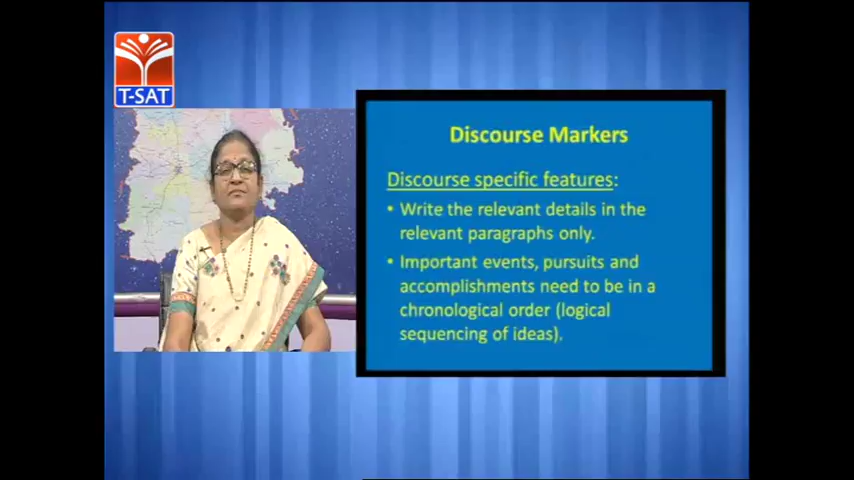 T-SAT
Discourse Markers
Discourse specific features:
• Write the relevant details in the
relevant paragraphs only.
• Important events, pursuits and
accomplishments need to be in a
chronological order (logical
sequencing of ideas).